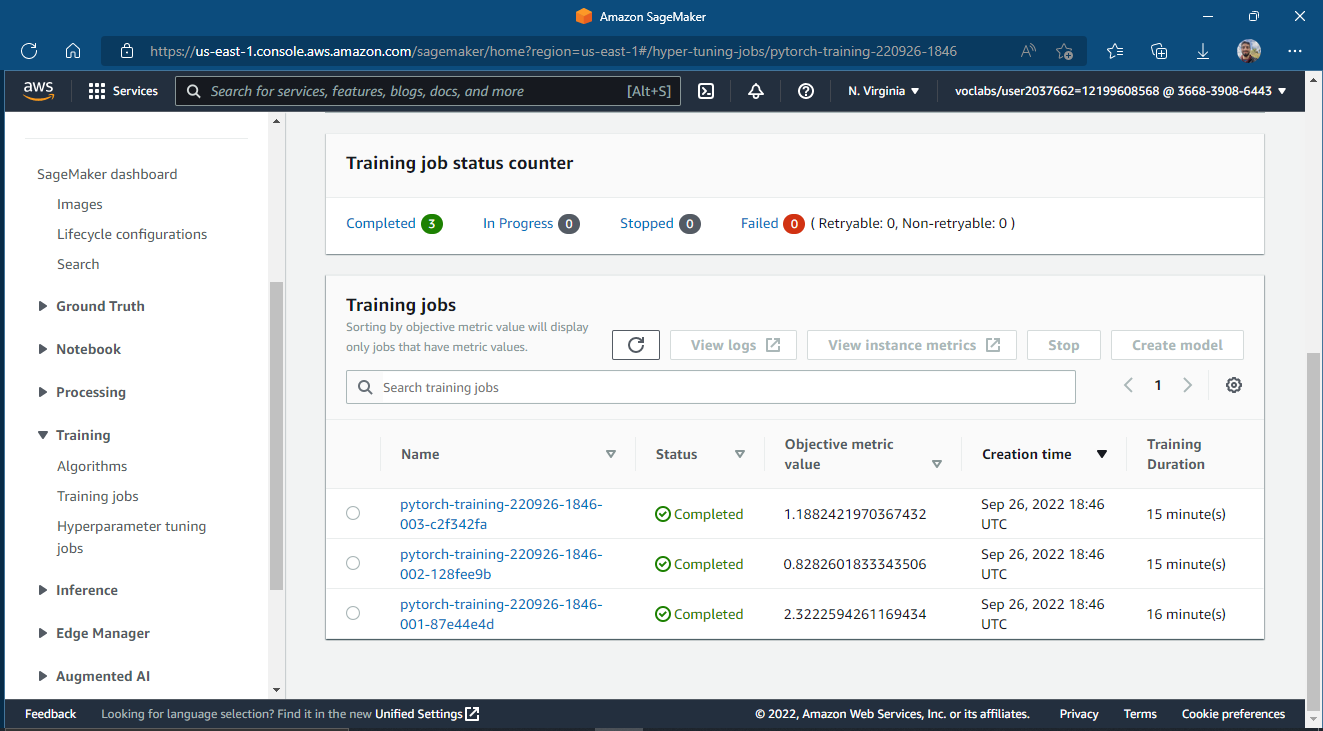 Amazon SageMaker
https://us-east-1.console.aws.amazon.com/sagemaker/home?region=us-east-1#/hyper-tuning-jobs/pytorch-training-220926-1846
aws
Services
Search for services, features, blogs, docs, and more
[Alt+S]
N. Virginia
voclabs/user2037662=12199608568 @ 3668-3908-6443
SageMaker dashboard
Images
Lifecycle configurations
Search
Ground Truth
Notebook
Processing
Training
Algorithms
Training jobs
Hyperparameter tuning
jobs
Inference
Edge Manager
Augmented AI
Training job status counter
Completed 3 In Progress 0 Stopped 0 Failed 0 ( Retryable: 0, Non-retryable: 0 )
Training jobs
Sorting by objective metric value will display
only jobs that have metric values.
View logs
View instance metrics
Stop
Create model
Search training jobs
1
Name
Status
Objective metric
value
Creation time
Training
Duration
pytorch-training-220926-1846-
003-c2f342fa
Completed
1.1882421970367432
Sep 26, 2022 18:46
UTC
15 minute(s)
pytorch-training-220926-1846-
002-128fee9b
Completed
0.8282601833343506
Sep 26, 2022 18:46
UTC
15 minute(s)
pytorch-training-220926-1846-
001-87e44e4d
Completed
2.3222594261169434
Sep 26, 2022 18:46
UTC
16 minute(s)
Feedback
Looking for language selection? Find it in the new Unified Settings
© 2022, Amazon Web Services, Inc. or its affiliates.
Privacy
Terms
Cookie preferences